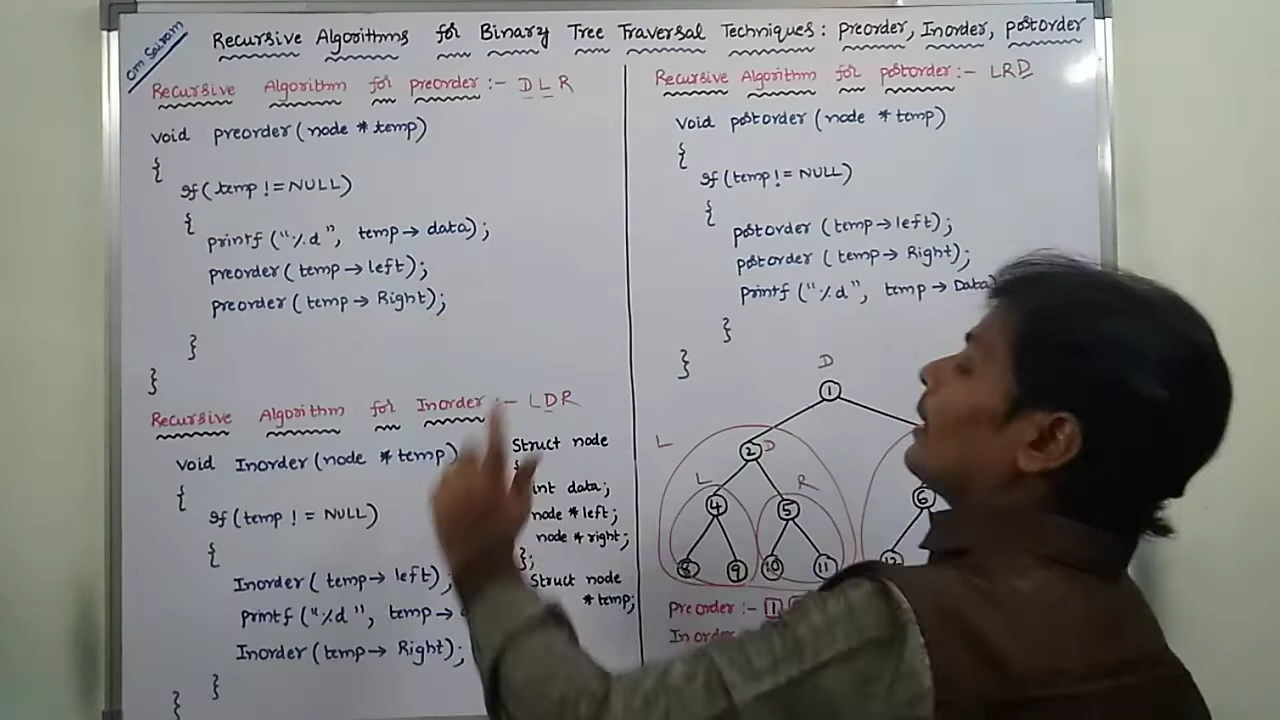 Om Sairam
Recursive Algorithms for Binary Tree Traversal Techniques: Preorder, Inorder, postorder
Recursive Algorithm for preorder :- DLR
void preorder(node * temp)
{
If(temp != NULL)
{
printf("%d", temp→data);
preorder(temp→left);
preorder(temp→Right);
}
}
Recursive Algorithm for Inorder :- LDR
void Inorder(node * temp)
{
If(temp != NULL)
{
Inorder(temp→left);
printf("%d", temp→
Inorder(temp→Right);
}
}
Struct node
int data;
node * left;
node * right;
};
Struct node
* temp;
Recursive Algorithm for postorder :- LRD
void postorder(node * temp)
{
If(temp != NULL)
{
postorder(temp→left);
postorder(temp→Right);
printf("%d", temp→Data)
}
}
D
1
L
2 D
L R
4 5 6
8 9 10 11 12
Preorder :- 1
Inorder